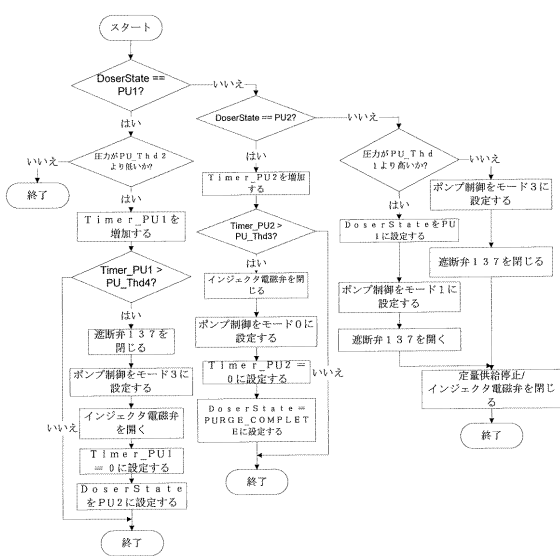 スタート
DoserState ==
PU1?
いいえ
はい
圧力がPU_Thd2
より低いか?
いいえ
終了
Timer_PU1を
増加する
Timer_PU1 >
PU_Thd4?
はい
遮断弁137を
閉じる
ポンプ制御をモード3に
設定する
インジェクタ電磁弁
を開く
いいえ
Timer_PU1
=0に設定する
DoserState
をPU2に設定する
終了
DoserState == PU2?
いいえ
はい
Timer_PU2を増加
する
Timer_PU2 >
PU_Thd3?
はい
インジェクタ電磁弁を閉
じる
ポンプ制御をモード0に
設定する
Timer_PU2 =
0に設定する
いいえ
DoserState=
PURGE_COMPLET
Eに設定する
終了
圧力がPU_Thd
1より高いか?
いいえ
はい
DoserStateをPU
1に設定する
ポンプ制御をモード1に
設定する
遮断弁137を開く
ポンプ制御をモード3に
設定する
遮断弁137を閉じる
定量供給停止/
インジェクタ電磁弁を閉じ
る
終了